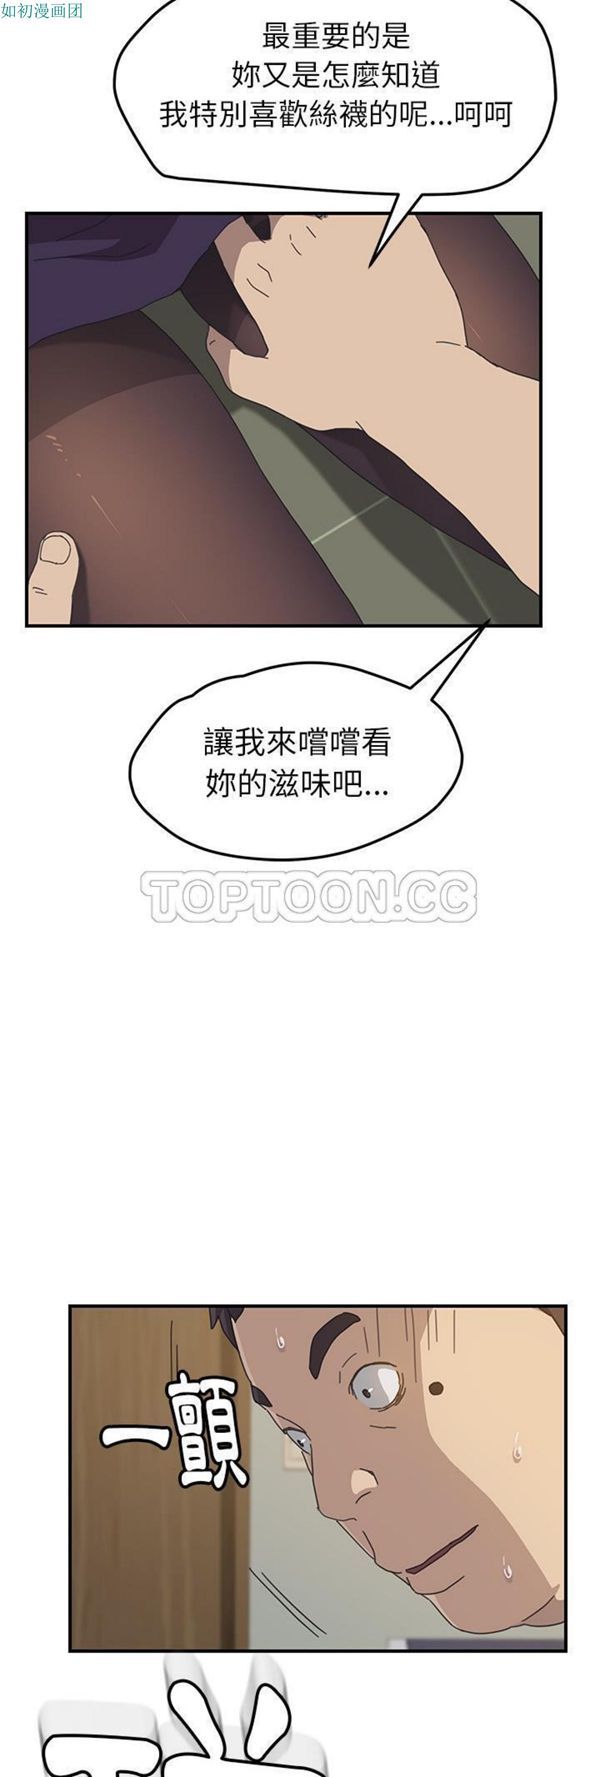 如初漫画团
最重要的是
妳又是怎麼知道
我特別喜歡絲襪的呢...呵呵
讓我來嚐嚐看
妳的滋味吧...
TOPTOON.CC
一顫